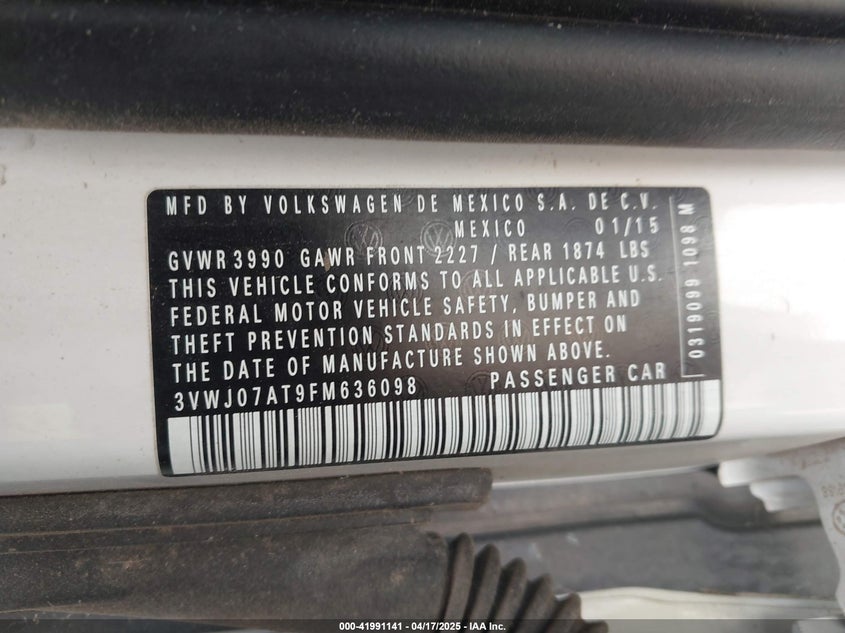 MFD BY VOLKSWAGEN DE MEXICO S.A. DE C.V.
MEXICO 01/15
GVWR 3990 GAWR FRONT 2227 / REAR 1874 LBS
THIS VEHICLE CONFORMS TO ALL APPLICABLE U.S.
FEDERAL MOTOR VEHICLE SAFETY, BUMPER AND
THEFT PREVENTION STANDARDS IN EFFECT ON
THE DATE OF MANUFACTURE SHOWN ABOVE.
3VWJ07AT9FM636098 PASSENGER CAR
0319099 1098 M
000-41991141 - 04/17/2025 - IAA Inc.